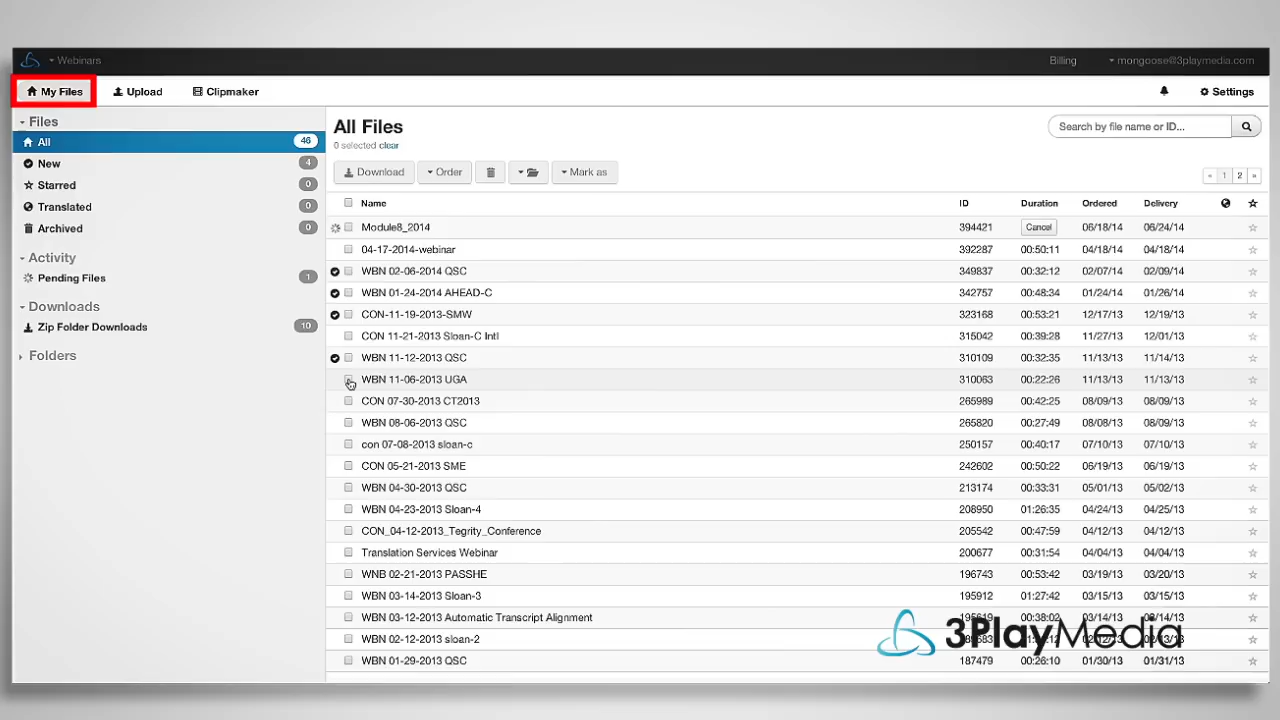 Webinars Billing mongoose@3playmedia.com
My Files Upload Clipmaker Settings
Files
All 46
New 4
Starred 0
Translated 0
Archived 0
Activity
Pending Files 1
Downloads
Zip Folder Downloads 10
Folders
All Files
0 selected clear
Search by file name or ID...
Download Order Mark as
« 1 2 »
Name ID Duration Ordered Delivery
Module8_2014 394421 Cancel 06/18/14 06/24/14
04-17-2014-webinar 392287 00:50:11 04/18/14 04/18/14
WBN 02-06-2014 QSC 349837 00:32:12 02/07/14 02/09/14
WBN 01-24-2014 AHEAD-C 342757 00:48:34 01/24/14 01/26/14
CON-11-19-2013-SMW 323168 00:53:21 12/17/13 12/19/13
CON 11-21-2013 Sloan-C Intl 315042 00:39:28 11/27/13 12/01/13
WBN 11-12-2013 QSC 310109 00:32:35 11/13/13 11/14/13
WBN 11-06-2013 UGA 310063 00:22:26 11/13/13 11/13/13
CON 07-30-2013 CT2013 265989 00:42:25 08/09/13 08/09/13
WBN 08-06-2013 QSC 265820 00:27:49 08/08/13 08/09/13
con 07-08-2013 sloan-c 250157 00:40:17 07/10/13 07/10/13
CON 05-21-2013 SME 242602 00:50:22 06/19/13 06/19/13
WBN 04-30-2013 QSC 213174 00:33:31 05/01/13 05/02/13
WBN 04-23-2013 Sloan-4 208950 01:26:35 04/24/13 04/25/13
CON_04-12-2013_Tegrity_Conference 205542 00:47:59 04/12/13 04/12/13
Translation Services Webinar 200677 00:31:54 04/04/13 04/04/13
WNB 02-21-2013 PASSHE 196743 00:53:42 03/19/13 03/20/13
WBN 03-14-2013 Sloan-3 195912 01:27:42 03/15/13 03/15/13
WBN 03-12-2013 Automatic Transcript Alignment 00:38:02 03/14/13 03/14/13
WBN 02-12-2013 sloan-2
3PlayMedia
WBN 01-29-2013 QSC 187479 00:26:10 01/30/13 01/31/13